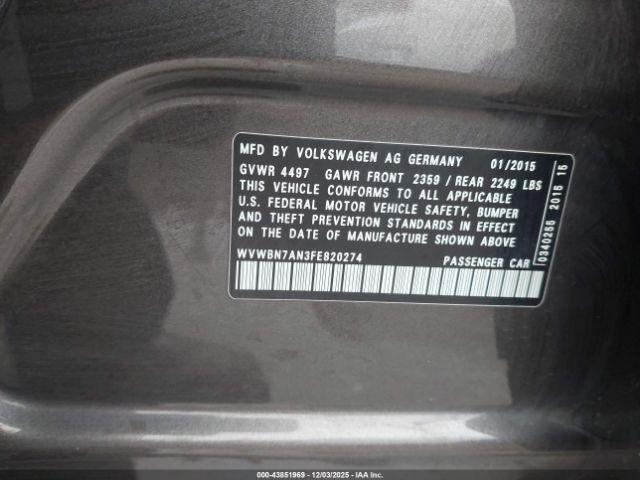 MFD BY VOLKSWAGEN AG GERMANY 01/2015
GVWR 4497 GAWR FRONT 2359 / REAR 2249 LBS
THIS VEHICLE CONFORMS TO ALL APPLICABLE
U.S. FEDERAL MOTOR VEHICLE SAFETY, BUMPER
AND THEFT PREVENTION STANDARDS IN EFFECT
ON THE DATE OF MANUFACTURE SHOWN ABOVE
WVWBN7AN3FE820274 PASSENGER CAR
0340255 2015 15
000-43851969 - 12/03/2025 - IAA Inc.